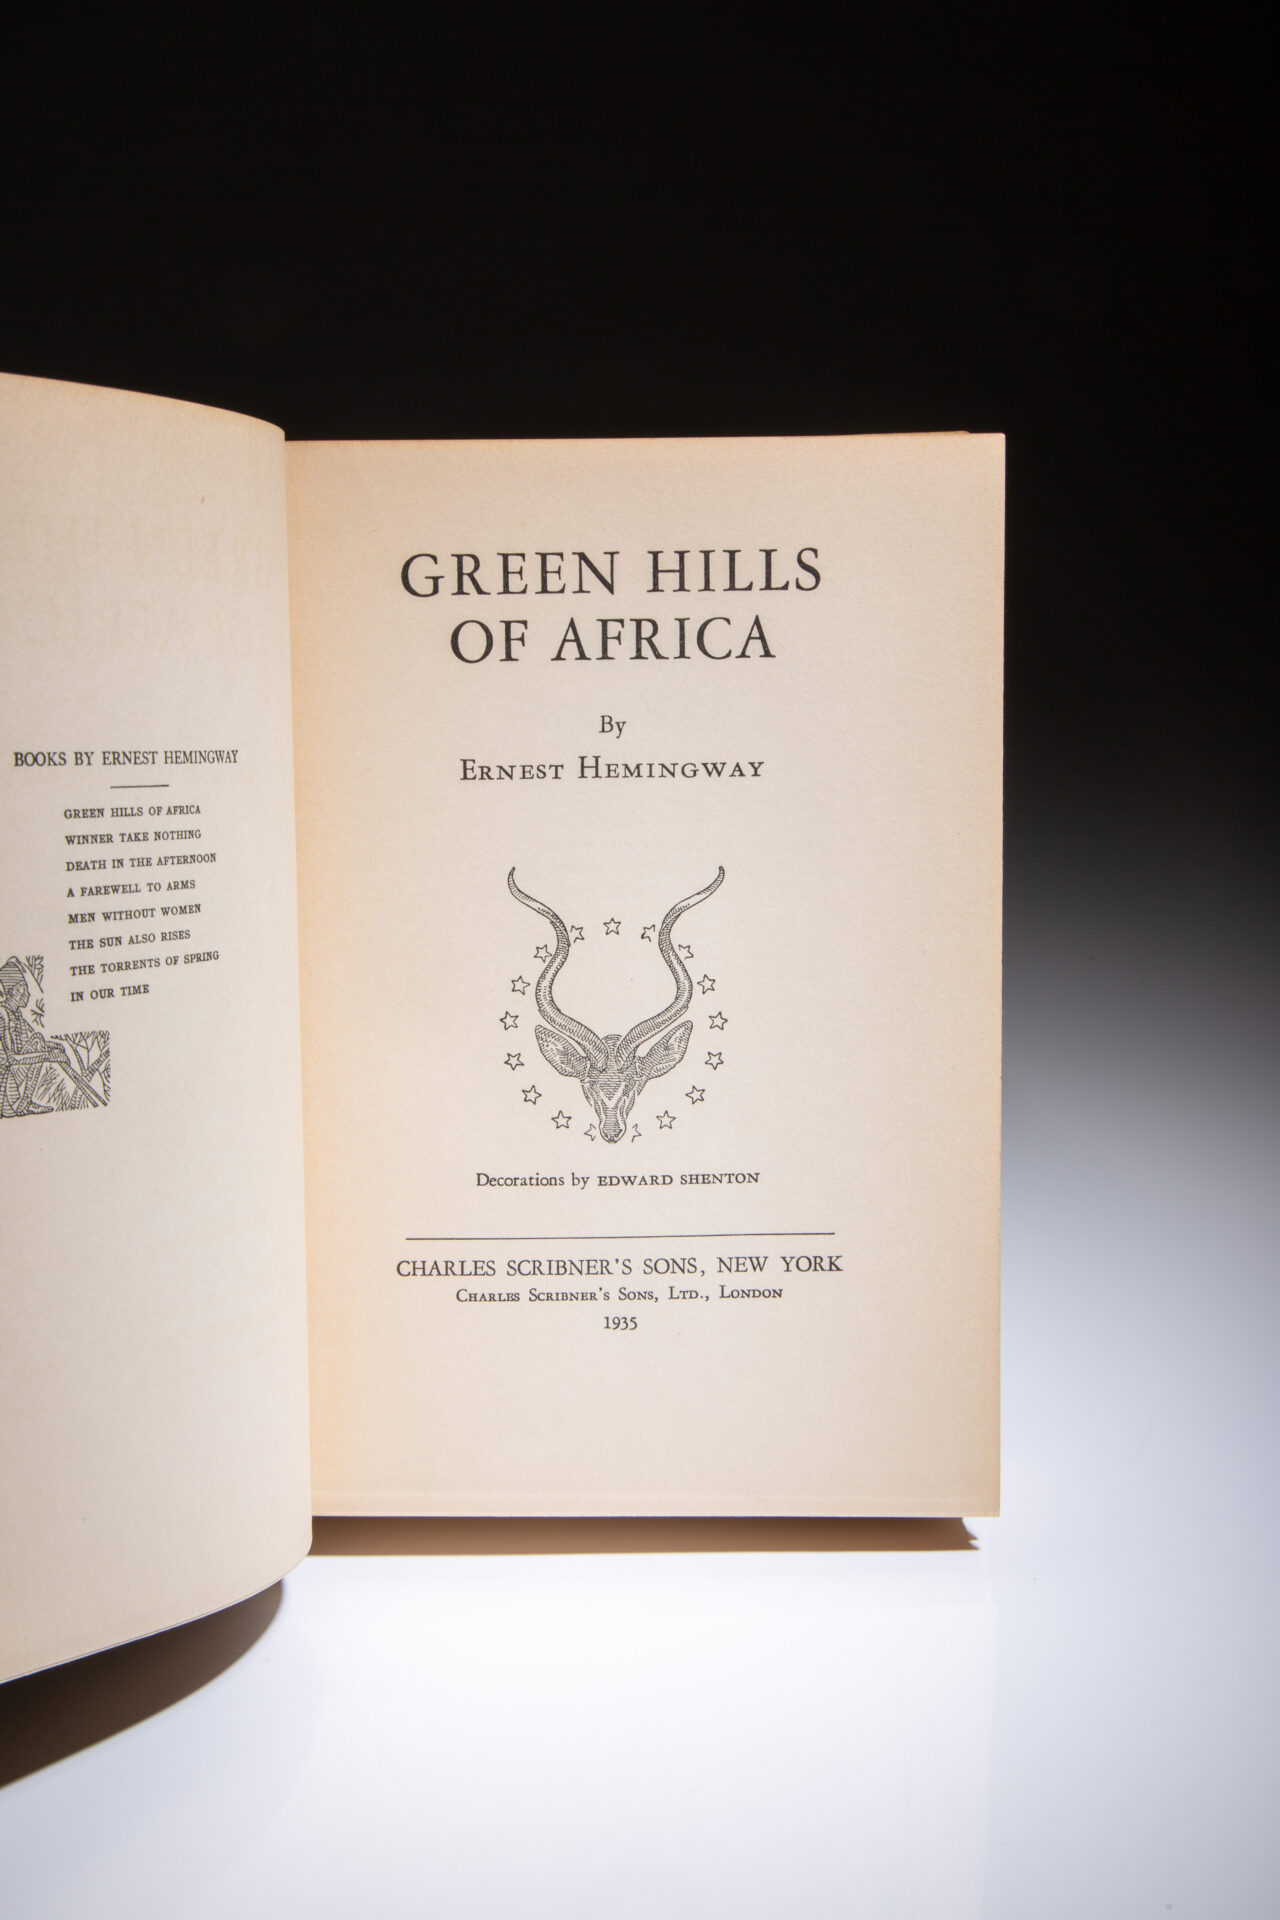 BOOKS BY ERNEST HEMINGWAY
GREEN HILLS OF AFRICA
WINNER TAKE NOTHING
DEATH IN THE AFTERNOON
A FAREWELL TO ARMS
MEN WITHOUT WOMEN
THE SUN ALSO RISES
THE TORRENTS OF SPRING
IN OUR TIME
GREEN HILLS
OF AFRICA
By
ERNEST HEMINGWAY
Decorations by EDWARD SHENTON
CHARLES SCRIBNER'S SONS, NEW YORK
CHARLES SCRIBNER'S SONS, LTD., LONDON
1935